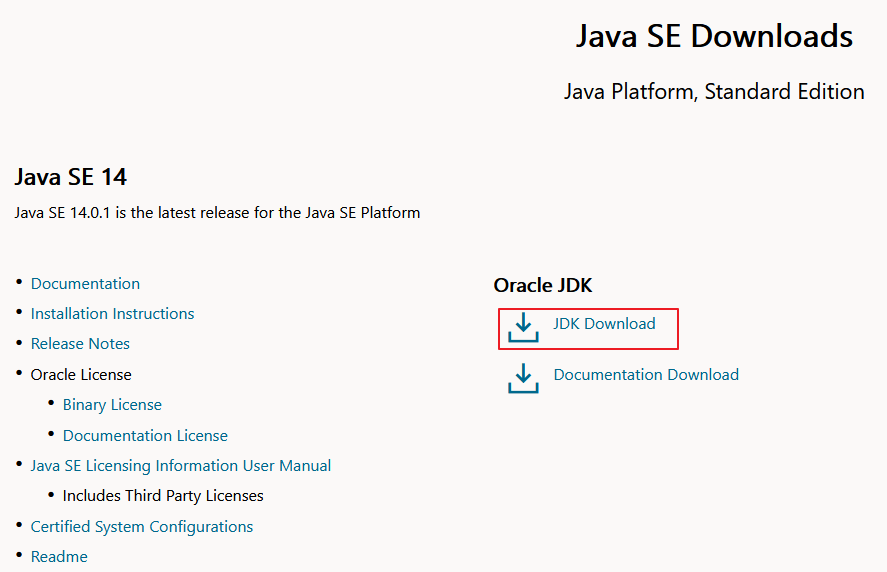 Java SE Downloads
Java Platform, Standard Edition
Java SE 14
Java SE 14.0.1 is the latest release for the Java SE Platform
Documentation
Installation Instructions
Release Notes
Oracle License
Binary License
Documentation License
Java SE Licensing Information User Manual
Includes Third Party Licenses
Certified System Configurations
Readme
Oracle JDK
JDK Download
Documentation Download